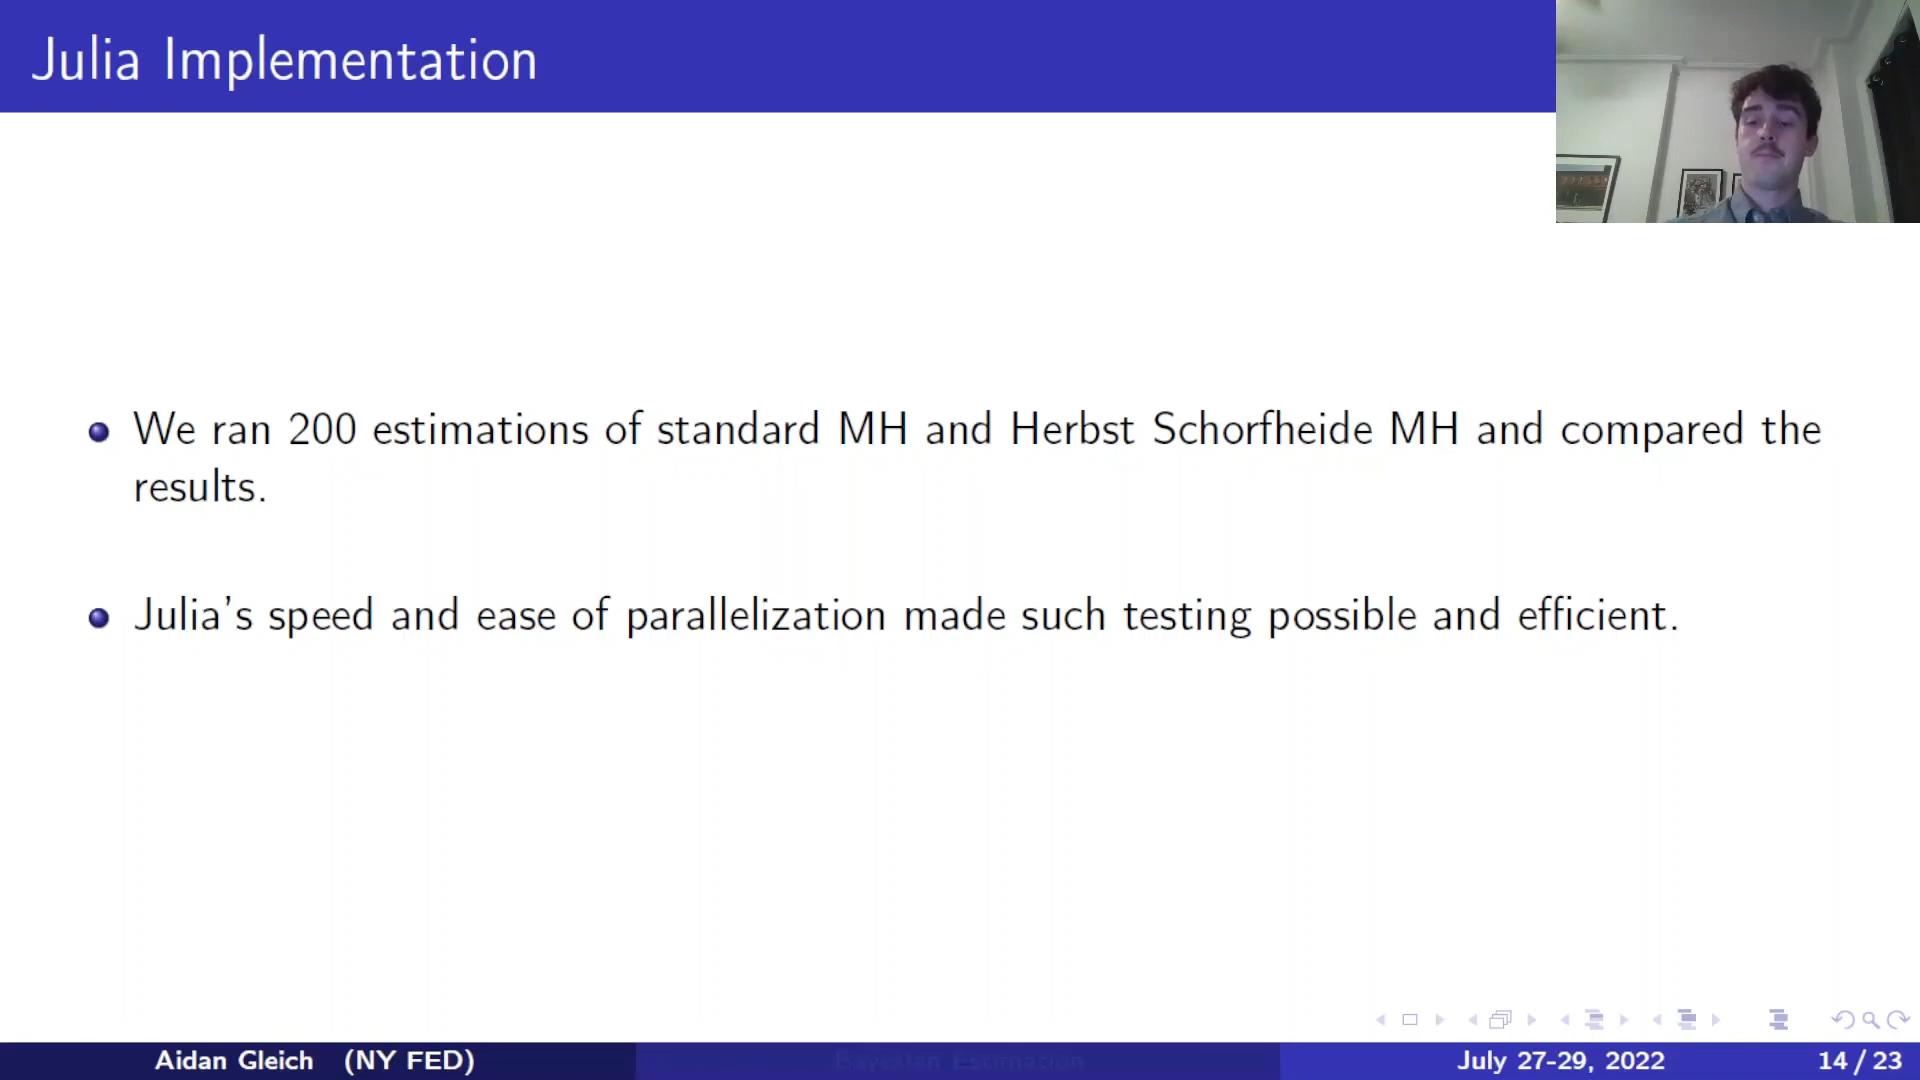 Julia Implementation
We ran 200 estimations of standard MH and Herbst Schorfheide MH and compared the
results.
Julia's speed and ease of parallelization made such testing possible and efficient.
Aidan Gleich (NY FED)
Bayesian Estimation
July 27-29, 2022
14 / 23